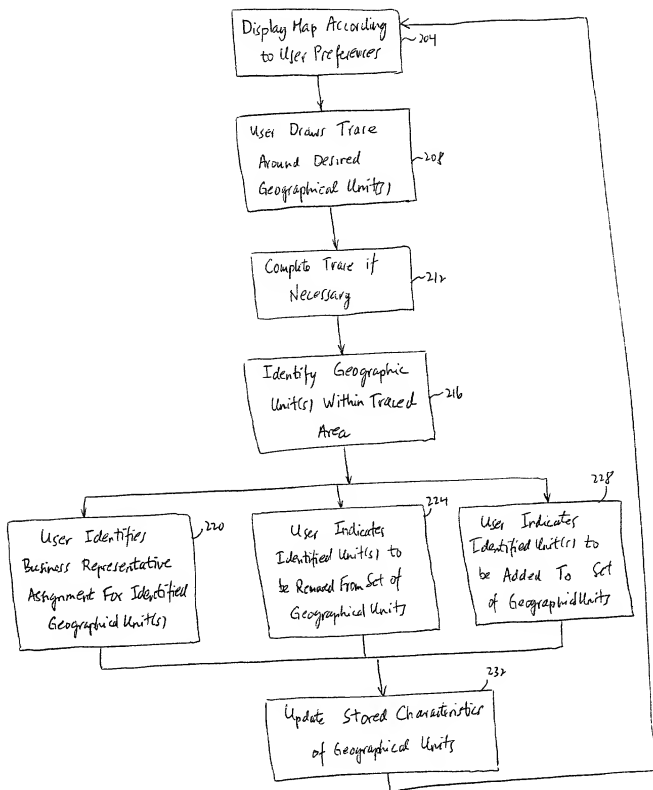 Display Map According
to User Preferences
204
User Draws Trace
Around Desired
Geographical Unit(s)
208
Complete Trace if
Necessary
212
Identify Geographic
Unit(s) Within Traced
Area
216
User Identifies
Business Representative
Assignment For Identified
Geographical Unit(s)
220
User Indicates
Identified Unit(s) to
be Removed From Set of
Geographical Units
224
User Indicates
Identified Unit(s) to
be Added To Set
of Geographical Units
228
Update Stored Characteristics
of Geographical Units
232